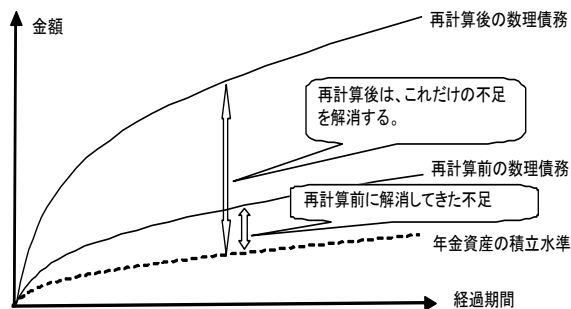 金額
再計算後の数理債務
再計算後は、これだけの不足
を解消する。
再計算前の数理債務
再計算前に解消してきた不足
年金資産の積立水準
経過期間